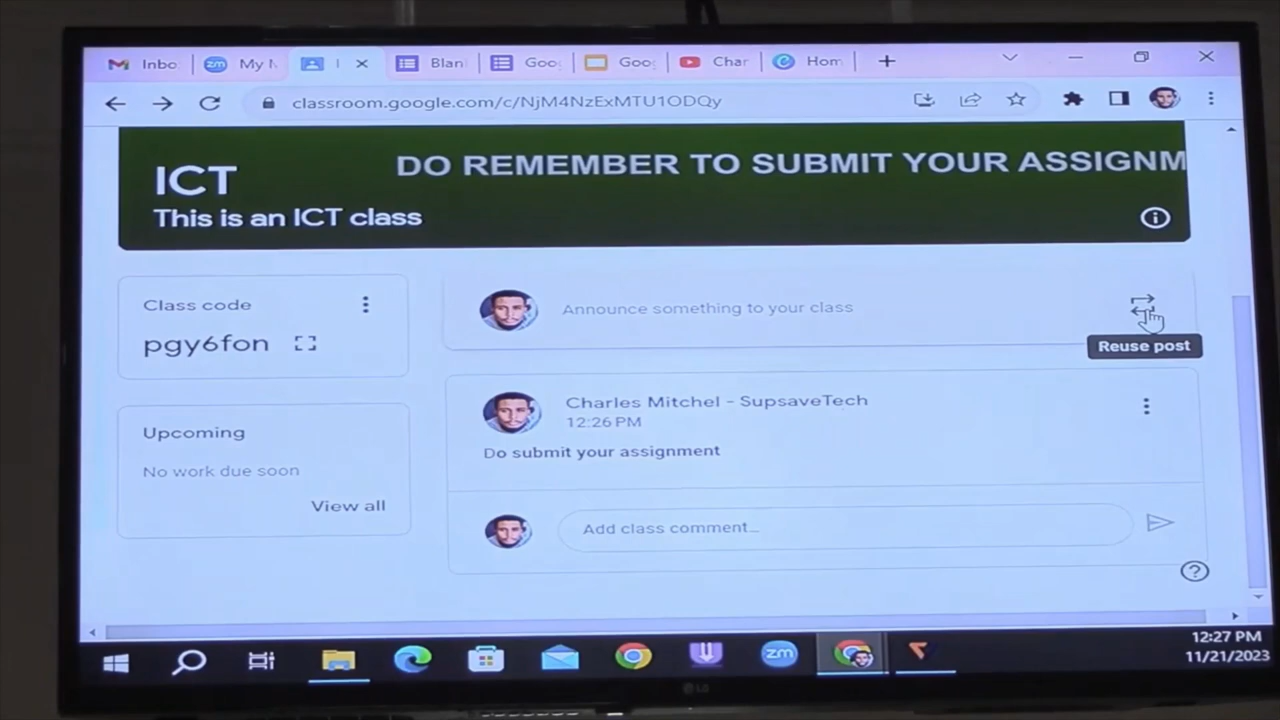 Inbo
My M
Blan
Goo
Goo
Char
Hom
classroom.google.com/c/NjM4NzExMTU1ODQy
ICT
DO REMEMBER TO SUBMIT YOUR ASSIGNM
This is an ICT class
Class code
pgy6fon
Announce something to your class
Reuse post
Upcoming
No work due soon
View all
Charles Mitchel - SupsaveTech
12:26 PM
Do submit your assignment
Add class comment…
zm
12:27 PM
11/21/2023
LG